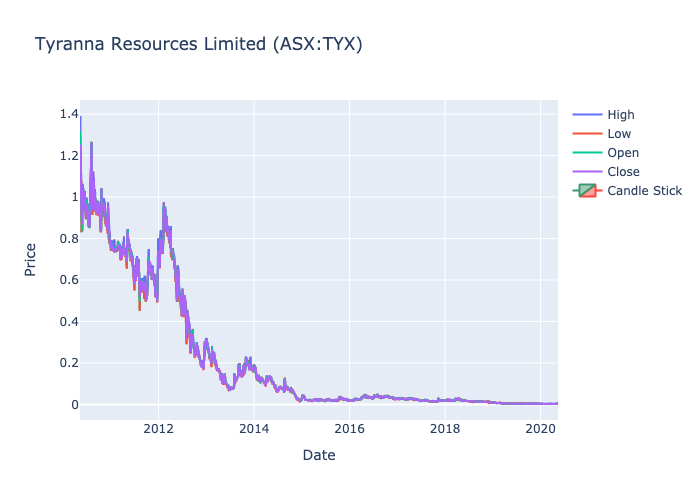 Tyranna Resources Limited (ASX:TYX)
1.4
1.2
1
0.8
0.6
0.4
0.2
0
Price
2012
2014
2016
2018
2020
Date
High
Low
Open
Close
Candle Stick